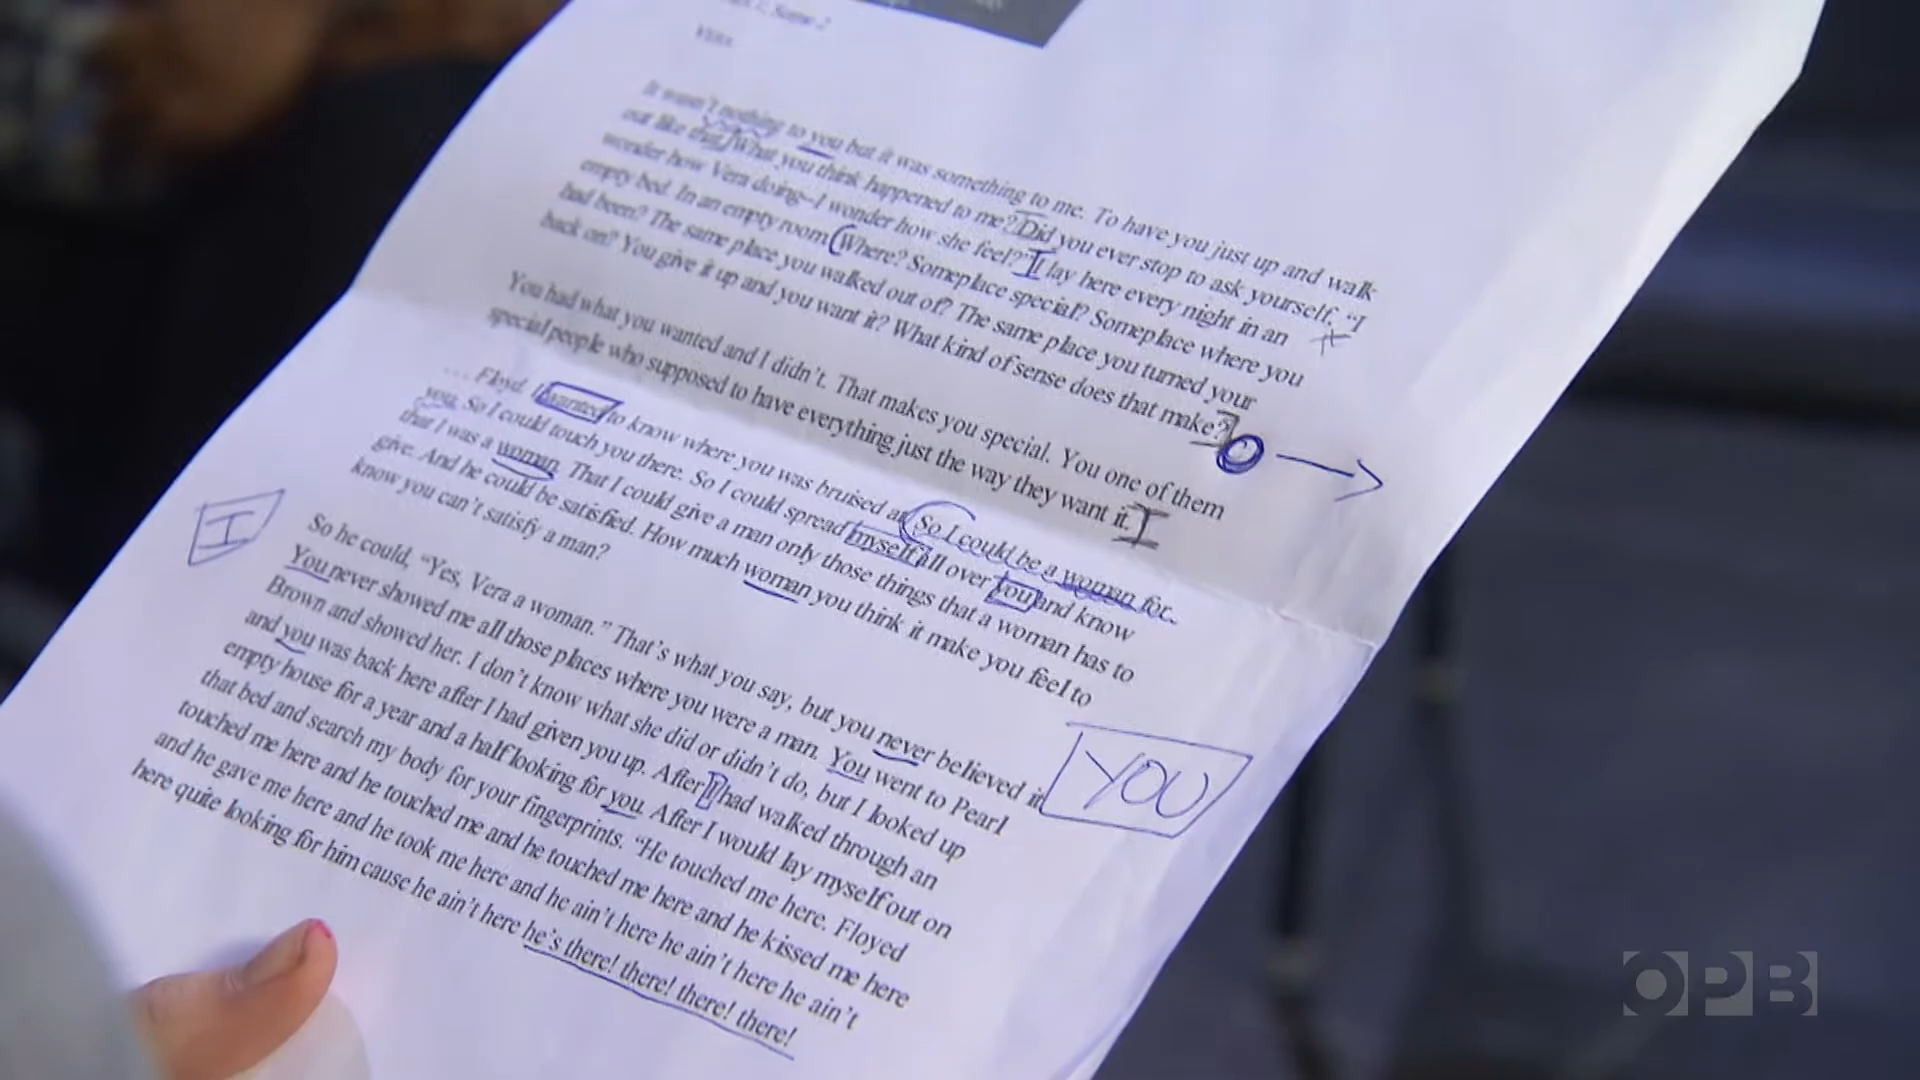 VERA
It wasn't nothing to you but it was something to me. To have you just up and walk
out like that. What you think happened to me? Did you ever stop to ask yourself, "I
wonder how Vera doing--I wonder how she feel?" I lay here every night in an
empty bed. In an empty room. Where? Someplace special? Someplace where you
had been? The same place you walked out of? The same place you turned your
back on? You give it up and you want it? What kind of sense does that make?
You had what you wanted and I didn't. That makes you special. You one of them
special people who supposed to have everything just the way they want it. I
... Floyd. I wanted to know where you was bruised at. So I could be a woman for
you. So I could touch you there. So I could spread myself all over you and know
that I was a woman. That I could give a man only those things that a woman has to
give. And he could be satisfied. How much woman you think it make you feel to
know you can't satisfy a man?
I
So he could, "Yes, Vera a woman." That's what you say, but you never believed it.
You never showed me all those places where you were a man. You went to Pearl
YOU
Brown and showed her. I don't know what she did or didn't do, but I looked up
and you was back here after I had given you up. After I had walked through an
empty house for a year and a half looking for you. After I would lay myself out on
that bed and search my body for your fingerprints. "He touched me here. Floyed
touched me here and he touched me and he touched me here and he kissed me here
and he gave me here and he took me here and he ain't here he ain't here he ain't
here quite looking for him cause he ain't here he's there! there! there! there!
OPB